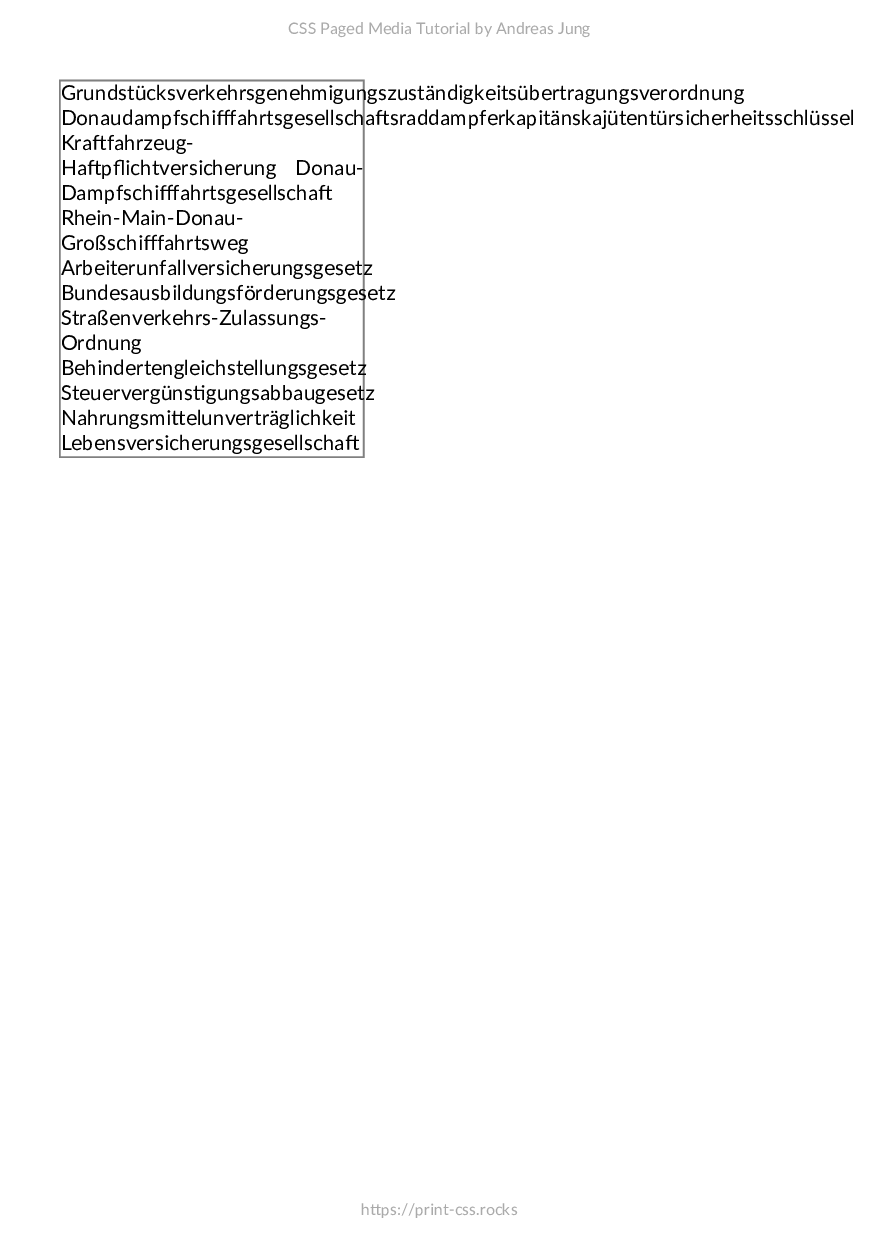 CSS Paged Media Tutorial by Andreas Jung
Grundstücksverkehrsgenehmigungszuständigkeitsübertragungsverordnung
Donaudampfschifffahrtsgesellschaftsraddampferkapitänskajütentürsicherheitsschlüssel
Kraftfahrzeug-
Haftpflichtversicherung Donau-
Dampfschifffahrtsgesellschaft
Rhein-Main-Donau-
Großschifffahrtsweg
Arbeiterunfallversicherungsgesetz
Bundesausbildungsförderungsgesetz
Straßenverkehrs-Zulassungs-
Ordnung
Behindertengleichstellungsgesetz
Steuervergünstigungsabbaugesetz
Nahrungsmittelunverträglichkeit
Lebensversicherungsgesellschaft
https://print-css.rocks